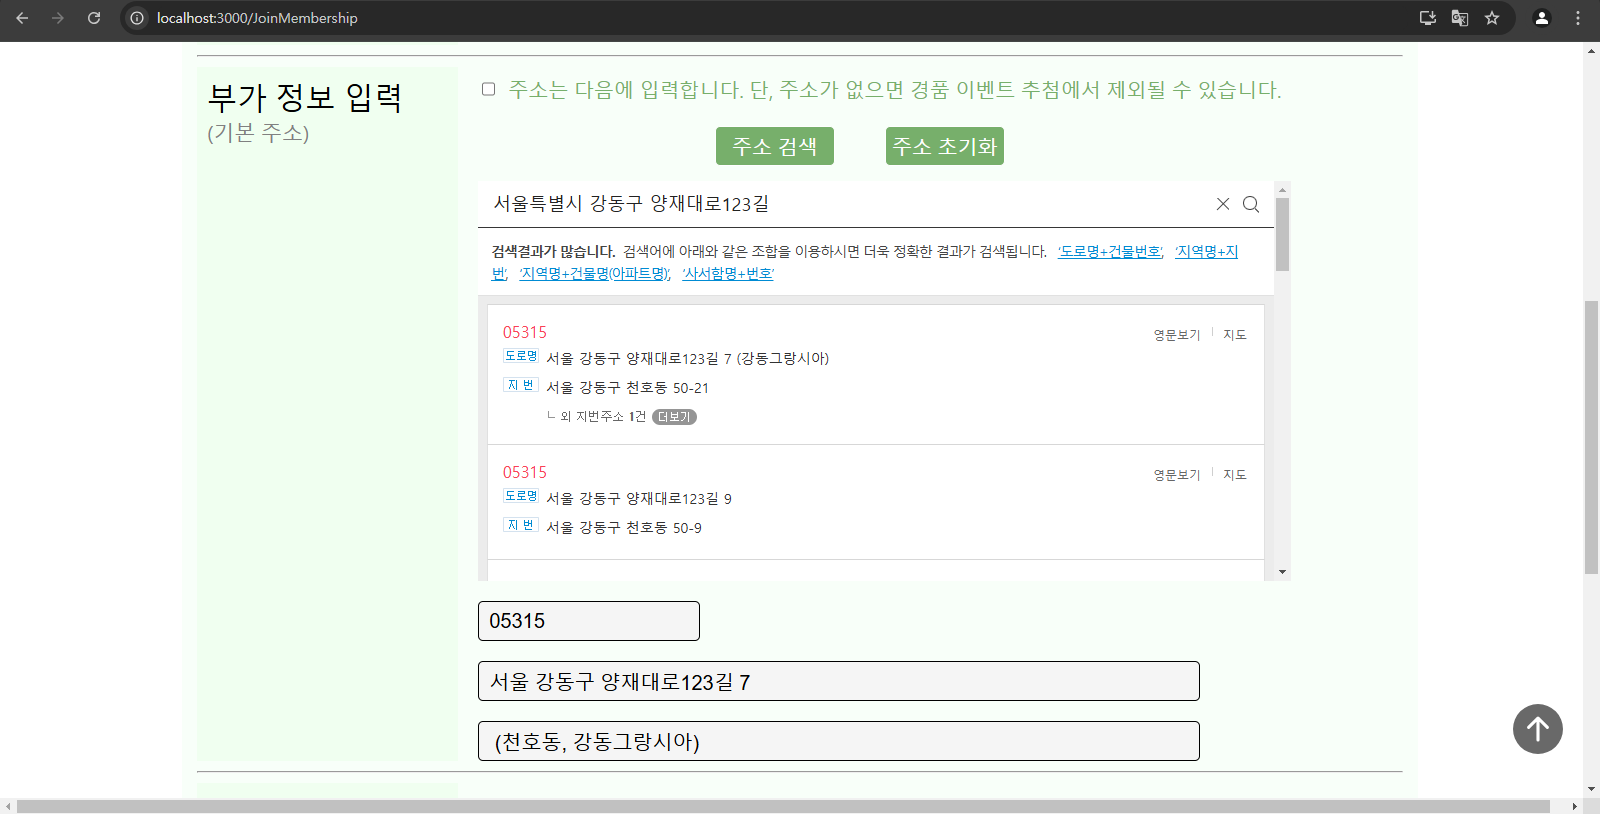 localhost:3000/JoinMembership
부가 정보 입력
(기본 주소)
주소는 다음에 입력합니다. 단, 주소가 없으면 경품 이벤트 추첨에서 제외될 수 있습니다.
주소 검색
주소 초기화
서울특별시 강동구 양재대로123길
검색결과가 많습니다. 검색어에 아래와 같은 조합을 이용하시면 더욱 정확한 결과가 검색됩니다. '도로명+건물번호', '지역명+지
번', '지역명+건물명(아파트명)', '사서함명+번호'
05315
영문보기 지도
도로명 서울 강동구 양재대로123길 7 (강동그랑시아)
지 번 서울 강동구 천호동 50-21
└ 외 지번주소 1건 더보기
05315
영문보기 지도
도로명 서울 강동구 양재대로123길 9
지 번 서울 강동구 천호동 50-9
05315
서울 강동구 양재대로123길 7
(천호동, 강동그랑시아)